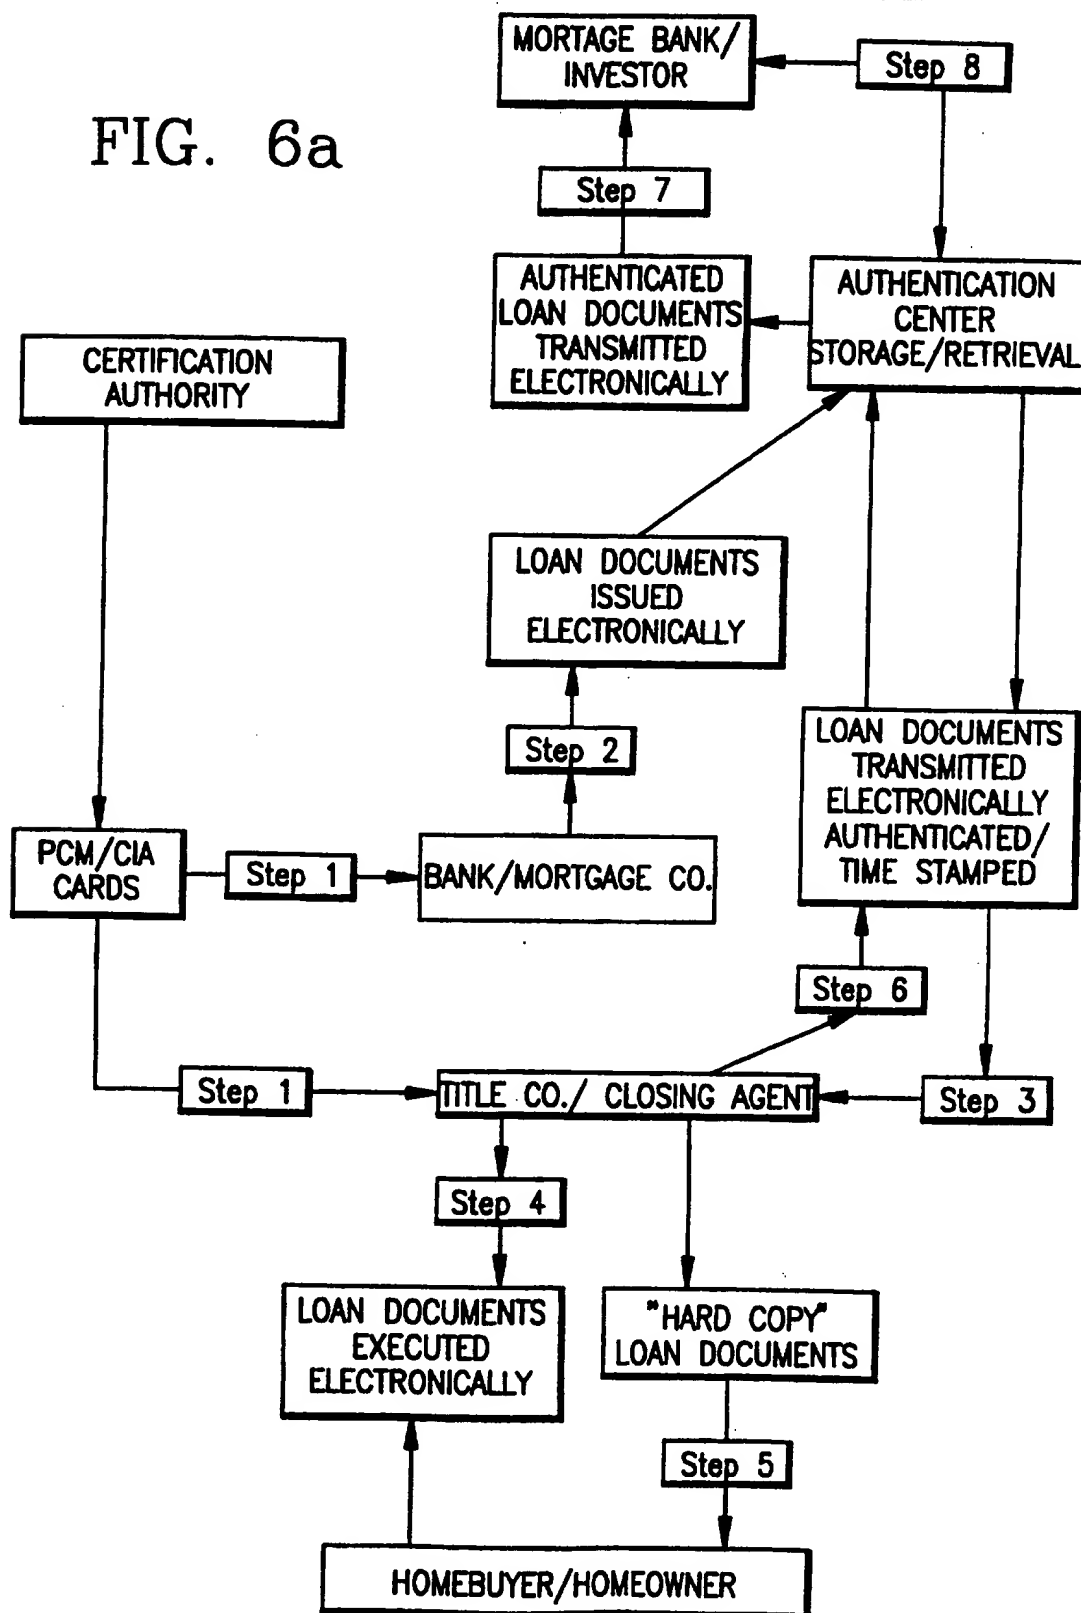 MORTAGE BANK/
INVESTOR
Step 8
FIG. 6a
Step 7
AUTHENTICATED
LOAN DOCUMENTS
TRANSMITTED
ELECTRONICALLY
AUTHENTICATION
CENTER
STORAGE/RETRIEVAL
CERTIFICATION
AUTHORITY
LOAN DOCUMENTS
ISSUED
ELECTRONICALLY
Step 2
LOAN DOCUMENTS
TRANSMITTED
ELECTRONICALLY
AUTHENTICATED/
TIME STAMPED
PCM/CIA
CARDS
Step 1
BANK/MORTGAGE CO.
Step 6
Step 1
TITLE CO./ CLOSING AGENT
Step 3
Step 4
LOAN DOCUMENTS
EXECUTED
ELECTRONICALLY
"HARD COPY"
LOAN DOCUMENTS
Step 5
HOMEBUYER/HOMEOWNER